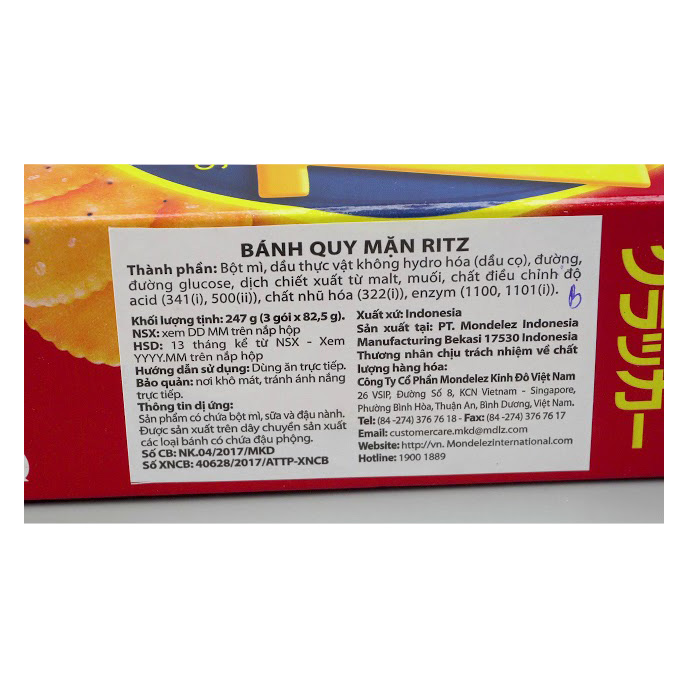 BÁNH QUY MẶN RITZ
Thành phần: Bột mì, dầu thực vật không hydro hóa (dầu cọ), đường,
đường glucose, dịch chiết xuất từ malt, muối, chất điều chỉnh độ
acid (341(i), 500(ii)), chất nhũ hóa (322(i)), enzym (1100, 1101(i)).
B
Khối lượng tịnh: 247 g (3 gói x 82,5 g).
NSX: xem DD MM trên nắp hộp
HSD: 13 tháng kể từ NSX - Xem
YYYY.MM trên nắp hộp
Hướng dẫn sử dụng: Dùng ăn trực tiếp.
Bảo quản: nơi khô mát, tránh ánh nắng
trực tiếp.
Thông tin dị ứng:
Sản phẩm có chứa bột mì, sữa và đậu nành.
Được sản xuất trên dây chuyền sản xuất
các loại bánh có chứa đậu phộng.
Số CB: NK.04/2017/MKD
Số XNCB: 40628/2017/ATTP-XNCB
Xuất xứ: Indonesia
Sản xuất tại: PT. Mondelez Indonesia
Manufacturing Bekasi 17530 Indonesia
Thương nhân chịu trách nhiệm về chất
lượng hàng hóa:
Công Ty Cổ Phần Mondelez Kinh Đô Việt Nam
26 VSIP, Đường Số 8, KCN Vietnam - Singapore,
Phường Bình Hòa, Thuận An, Bình Dương, Việt Nam.
Tel: (84 -274) 376 76 18 - Fax: (84 -274) 376 76 17
Email: customercare.mkd@mdlz.com
Website: http://vn. Mondelezinternational.com
Hotline: 1900 1889
クラッカー